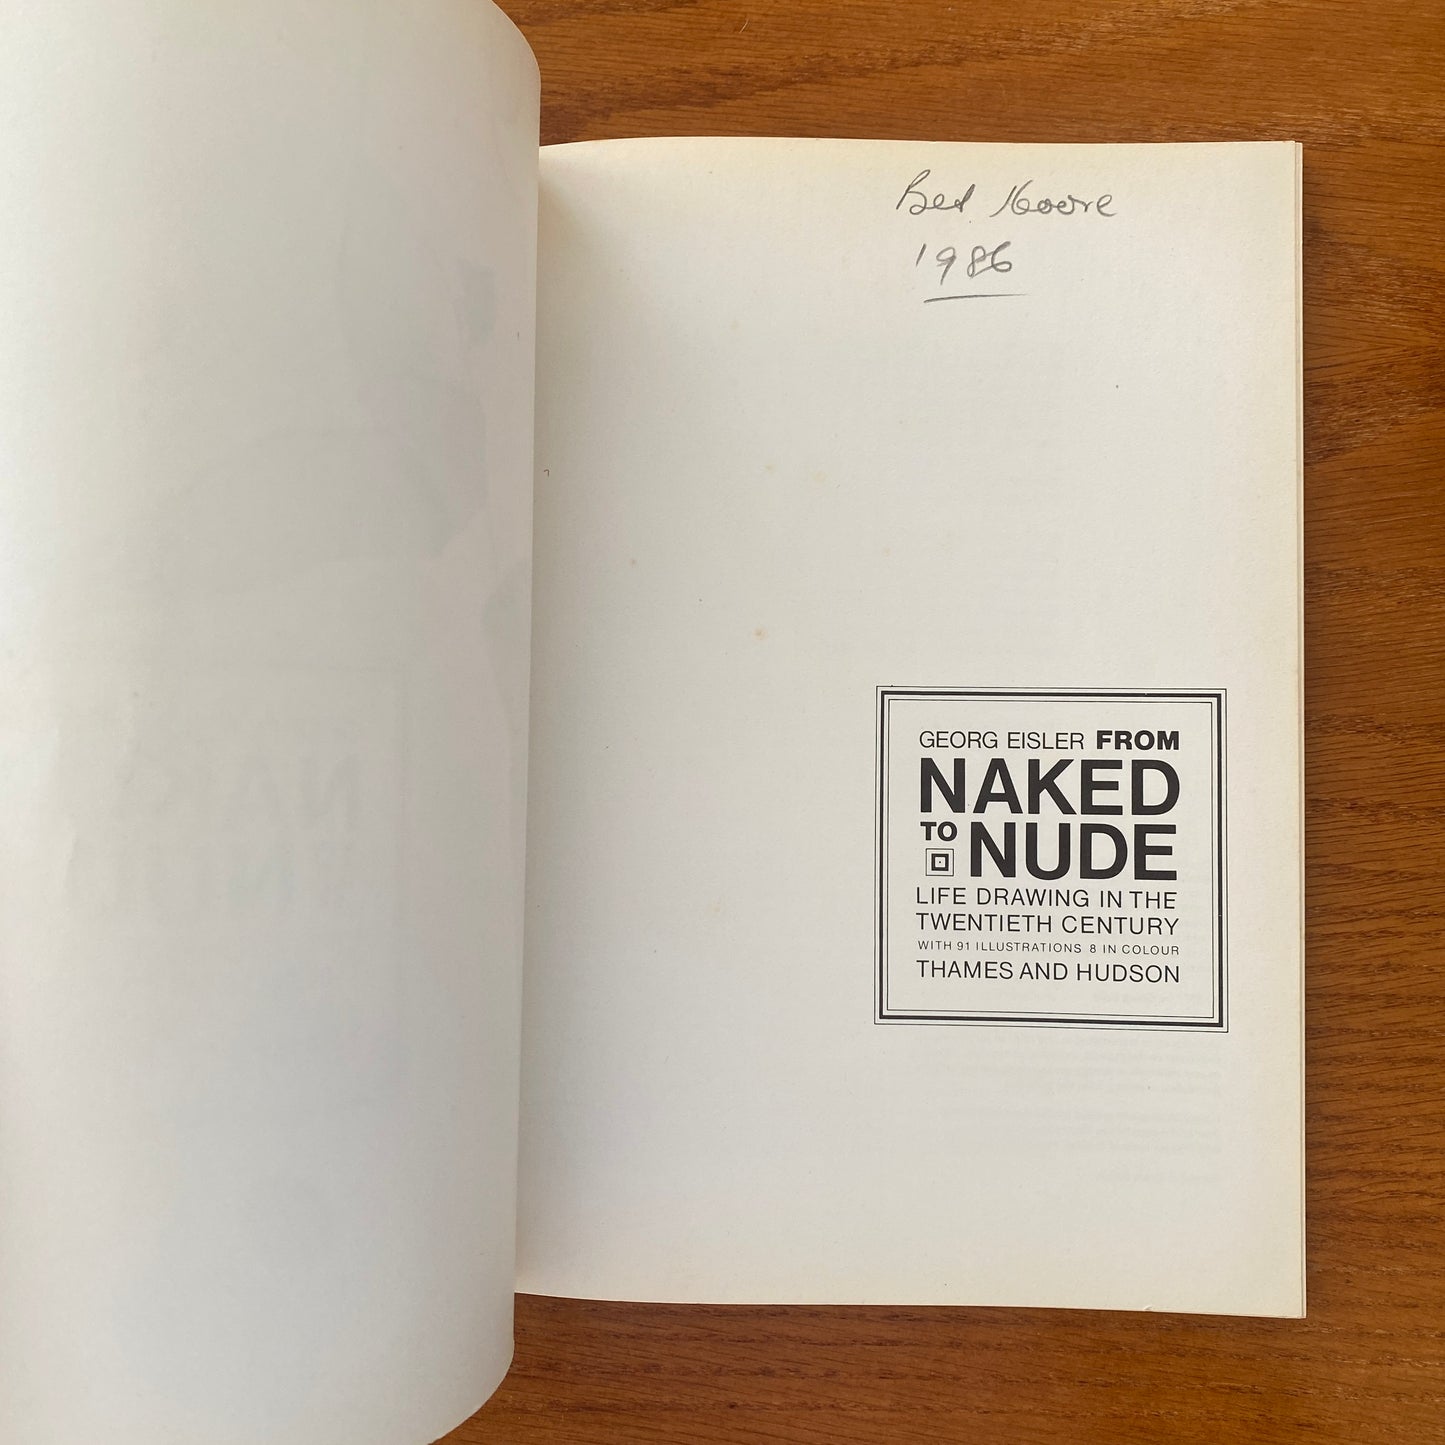 Moore
1986
GEORG EISLER FROM
NAKED
TO NUDE
LIFE DRAWING IN THE
TWENTIETH CENTURY
WITH 91 ILLUSTRATIONS 8 IN COLOUR
THAMES AND HUDSON